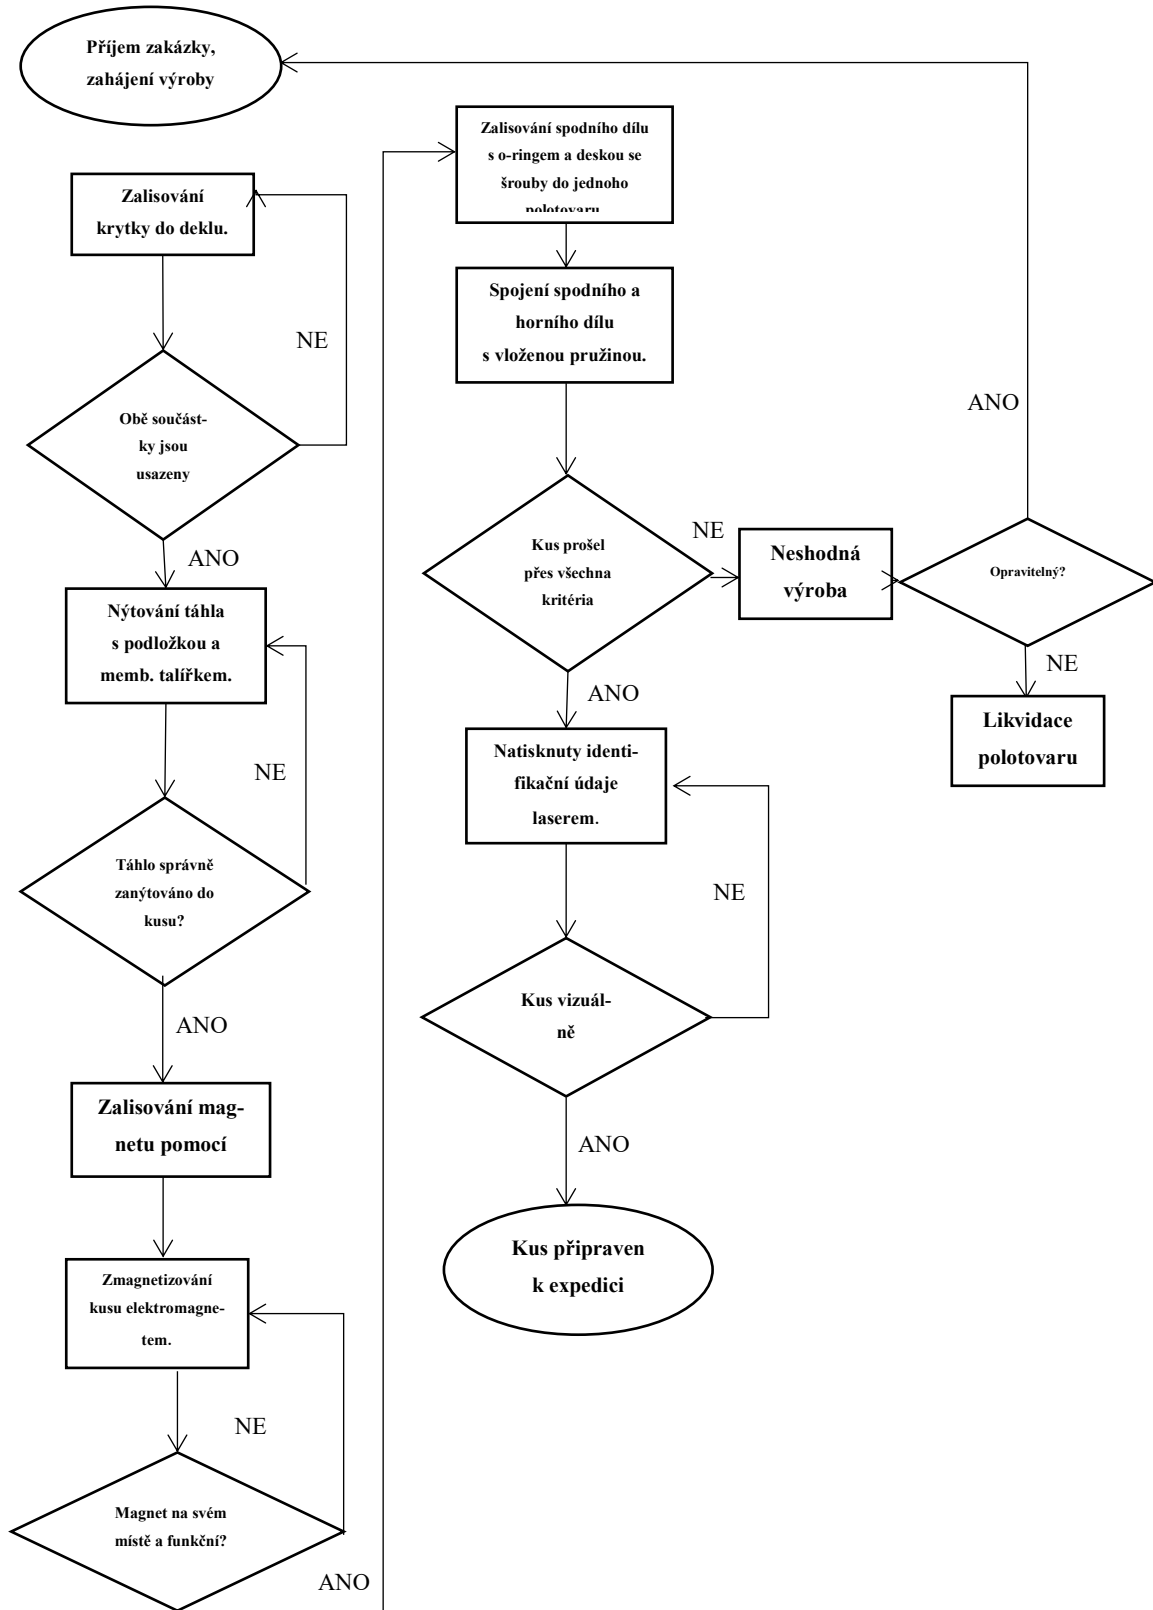 Příjem zakázky,
zahájení výroby
Zalisování
krytky do deklu.
NE
Obě součást-
ky jsou
usazeny
ANO
Nýtování táhla
s podložkou a
memb. talířkem.
NE
Táhlo správně
zanýtováno do
kusu?
ANO
Zalisování mag-
netu pomocí
Zmagnetizování
kusu elektromagne-
tem.
NE
Magnet na svém
místě a funkční?
ANO
Zalisování spodního dílu
s o-ringem a deskou se
šrouby do jednoho
polotovaru
Spojení spodního a
horního dílu
s vloženou pružinou.
Kus prošel
přes všechna
kritéria
NE
Neshodná
výroba
Opravitelný?
ANO
NE
Likvidace
polotovaru
ANO
Natisknuty identi-
fikační údaje
laserem.
NE
Kus vizuál-
ně
ANO
Kus připraven
k expedici